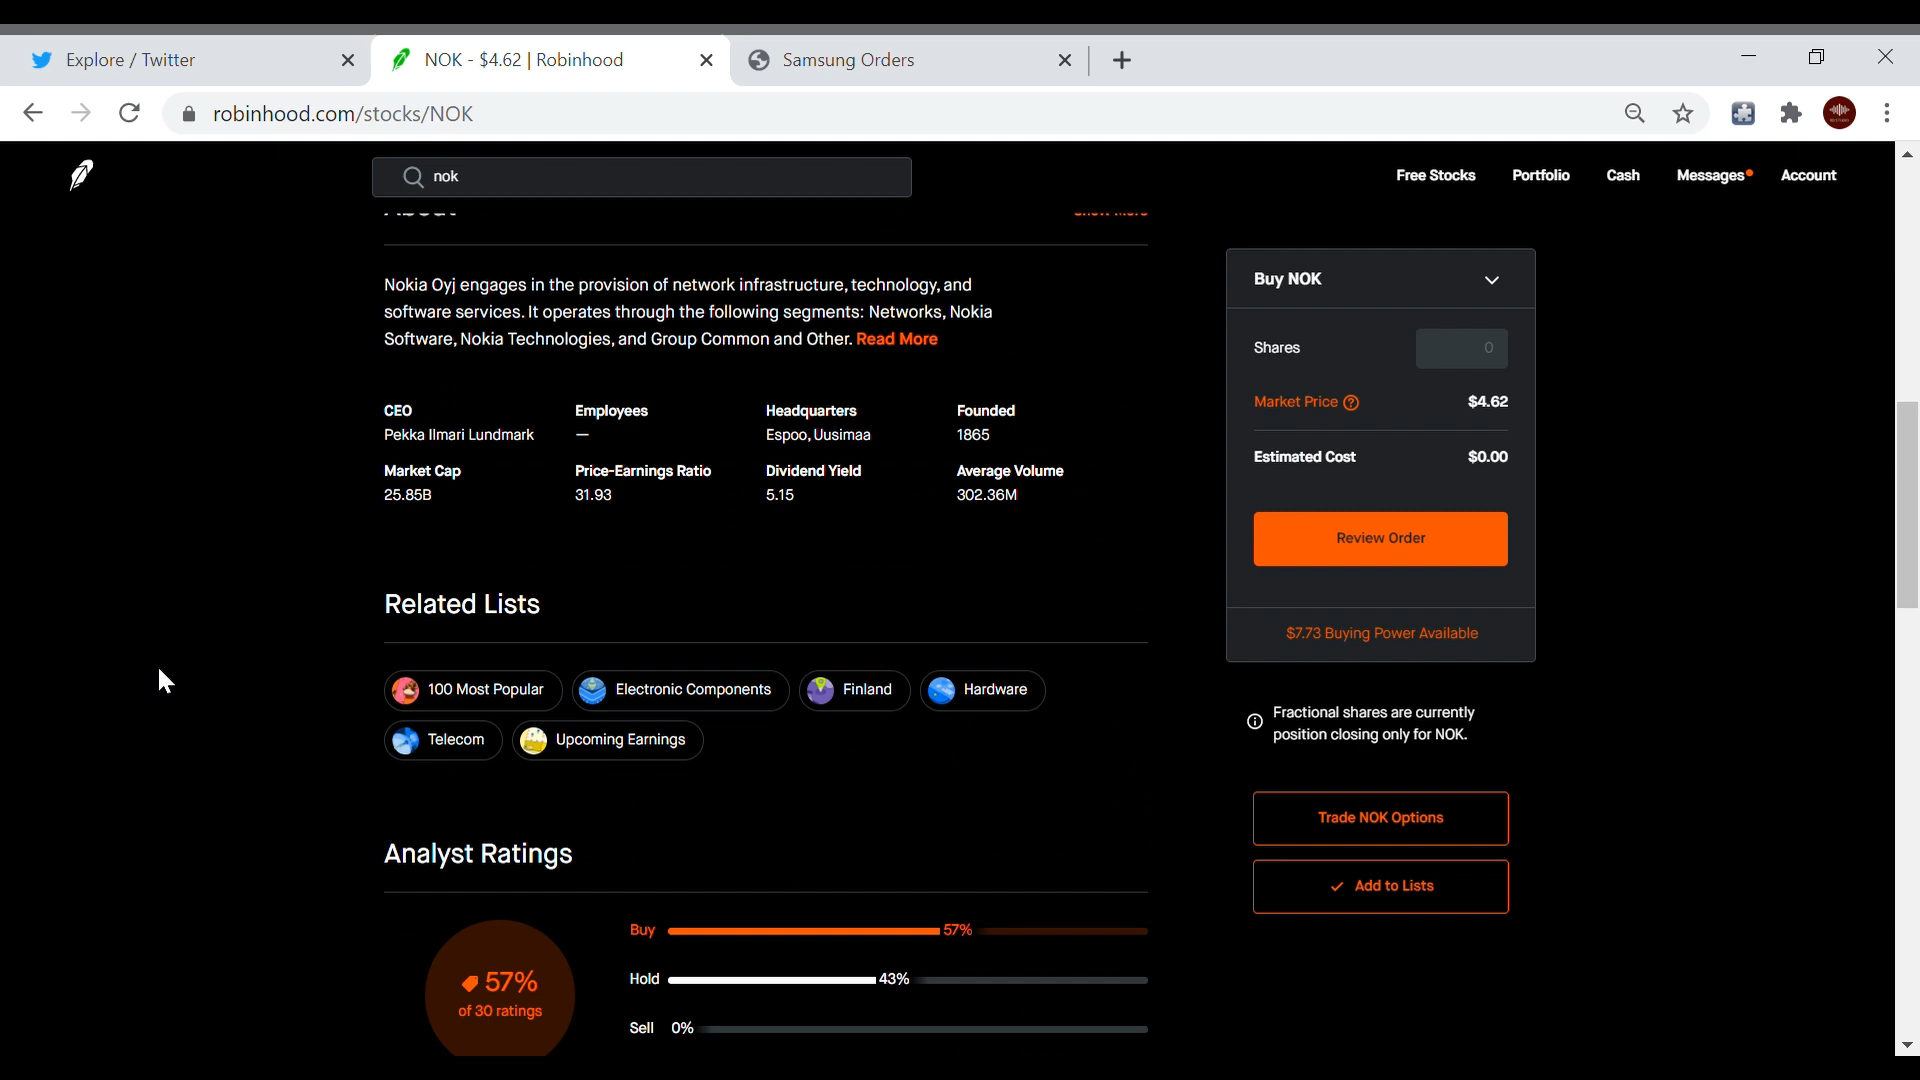 Explore / Twitter
NOK - $4.62 | Robinhood
Samsung Orders
robinhood.com/stocks/NOK
nok
Free Stocks
Portfolio
Cash
Messages
Account
About
Show More
Nokia Oyj engages in the provision of network infrastructure, technology, and
software services. It operates through the following segments: Networks, Nokia
Software, Nokia Technologies, and Group Common and Other. Read More
CEO
Pekka Ilmari Lundmark
Employees
—
Headquarters
Espoo, Uusimaa
Founded
1865
Market Cap
25.85B
Price-Earnings Ratio
31.93
Dividend Yield
5.15
Average Volume
302.36M
Related Lists
100 Most Popular
Electronic Components
Finland
Hardware
Telecom
Upcoming Earnings
Analyst Ratings
57%
of 30 ratings
Buy 57%
Hold 43%
Sell 0%
Buy NOK
Shares 0
Market Price $4.62
Estimated Cost $0.00
Review Order
$7.73 Buying Power Available
Fractional shares are currently
position closing only for NOK.
Trade NOK Options
Add to Lists